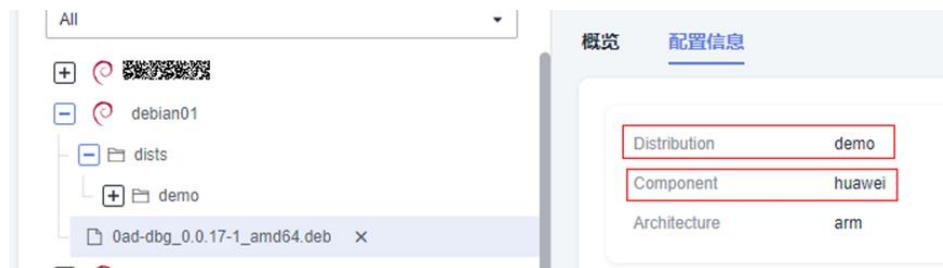 All
debian01
dists
demo
0ad-dbg_0.0.17-1_amd64.deb
概览 配置信息
Distribution demo
Component huawei
Architecture arm